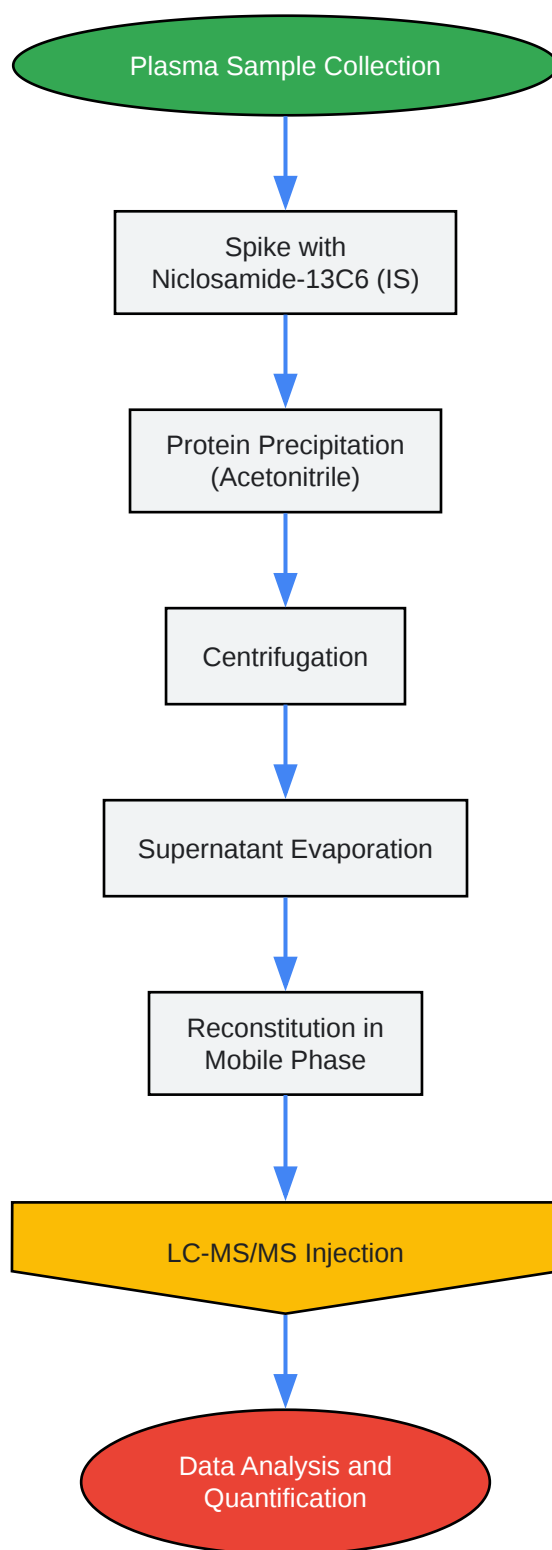 Plasma Sample Collection
Spike with
Niclosamide-13C6 (IS)
Protein Precipitation
(Acetonitrile)
Centrifugation
Supernatant Evaporation
Reconstitution in
Mobile Phase
LC-MS/MS Injection
Data Analysis and
Quantification